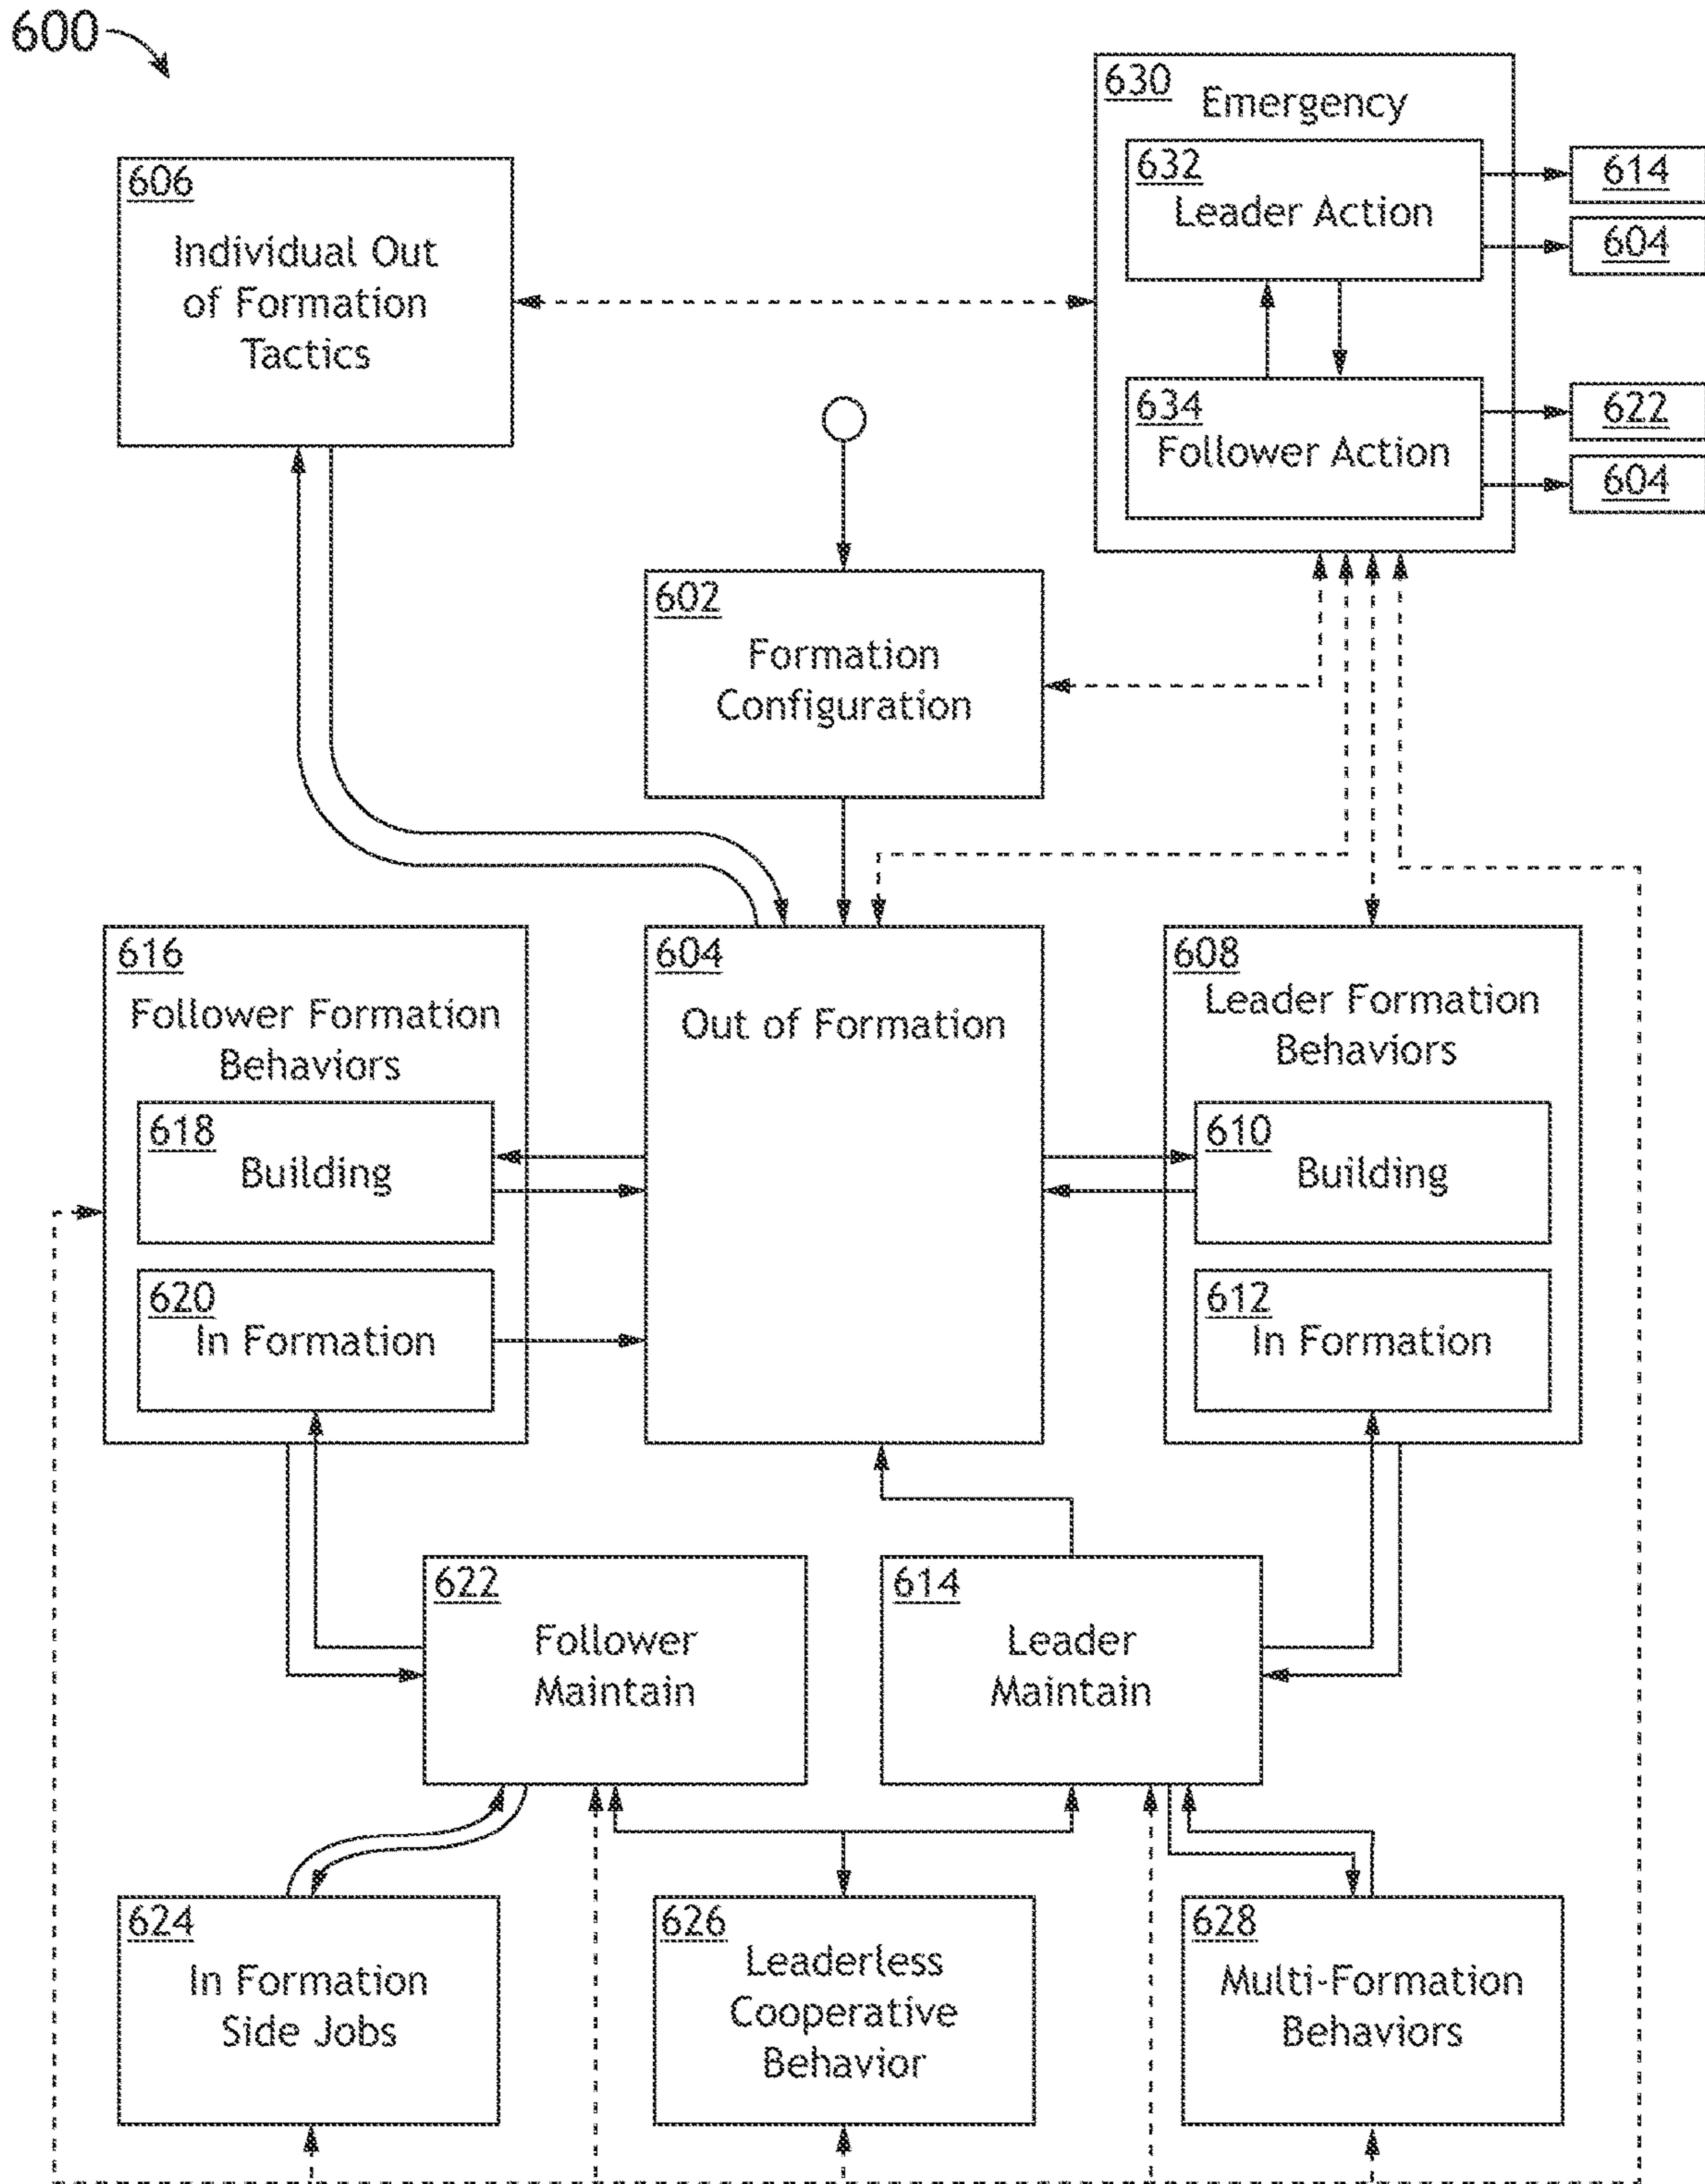 600
630
Emergency
632
Leader Action
614
604
634
Follower Action
622
604
606
Individual Out
of Formation
Tactics
602
Formation
Configuration
616
Follower Formation
Behaviors
618
Building
620
In Formation
604
Out of Formation
608
Leader Formation
Behaviors
610
Building
612
In Formation
622
Follower
Maintain
614
Leader
Maintain
624
In Formation
Side Jobs
626
Leaderless
Cooperative
Behavior
628
Multi-Formation
Behaviors